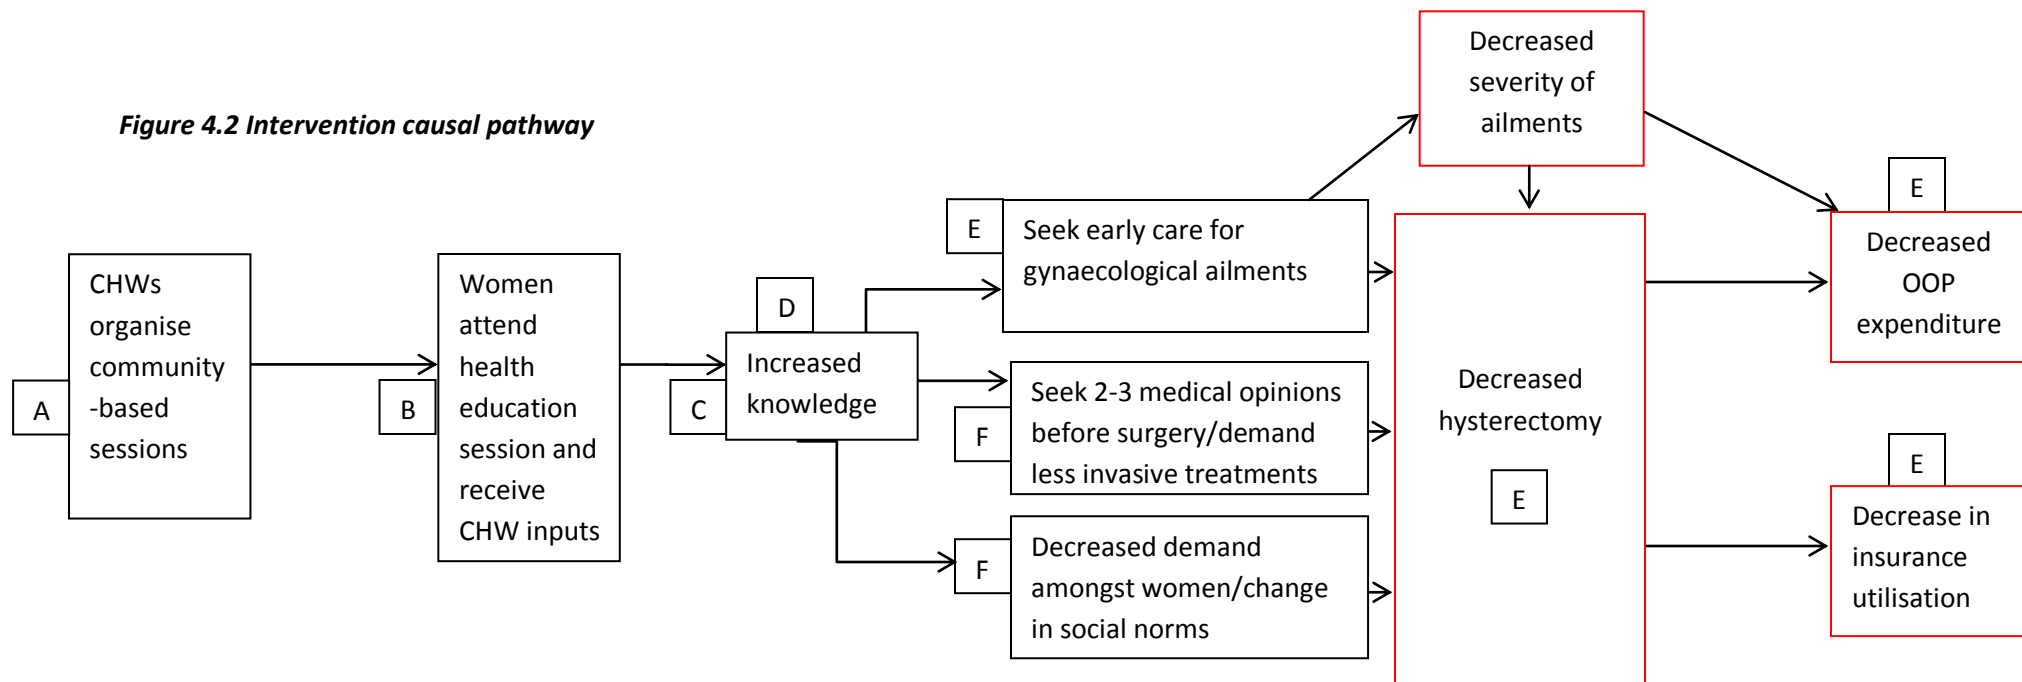 Figure 4.2 Intervention causal pathway
A
CHWs
organise
community
-based
sessions
B
Women
attend
health
education
session and
receive
CHW inputs
C
D
Increased
knowledge
E
Seek early care for
gynaecological ailments
F
Seek 2-3 medical opinions
before surgery/demand
less invasive treatments
F
Decreased demand
amongst women/change
in social norms
Decreased
severity of
ailments
Decreased
hysterectomy
E
E
Decreased
OOP
expenditure
E
Decrease in
insurance
utilisation